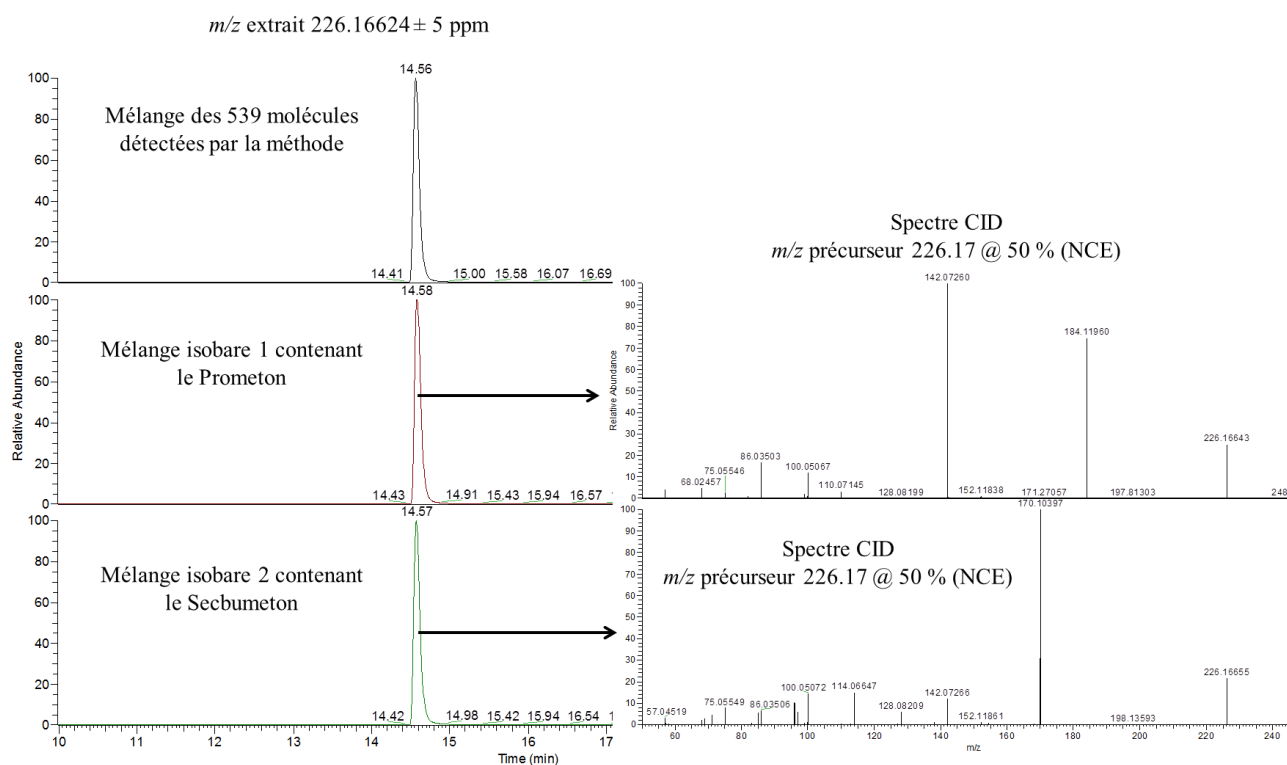 m/z extrait 226.16624 ± 5 ppm
14.56
100
80
60
40
20
0
Mélange des 539 molécules
détectées par la méthode
14.41 15.00 15.58 16.07 16.69
14.58
100
80
60
40
20
0
Mélange isobare 1 contenant
le Prometon
14.43 14.91 15.43 15.94 16.57
Relative Abundance
14.57
100
80
60
40
20
0
Mélange isobare 2 contenant
le Secbumeton
14.42 14.98 15.42 15.94 16.54
10 11 12 13 14 15 16 17
Time (min)
Spectre CID
m/z précurseur 226.17 @ 50 % (NCE)
142.07260
184.11960
226.16643
100
90
80
70
60
50
40
30
20
10
0
Relative Abundance
68.02457 75.05546 86.03503 100.05067 110.07145 128.08199 152.11838 171.27057 197.81303 248
170.10397
Spectre CID
m/z précurseur 226.17 @ 50 % (NCE)
100
90
80
70
60
50
40
30
20
10
0
Relative Abundance
57.04519 75.05549 86.03506 100.05072 114.06647 128.08209 142.07266 152.11861 198.13593 226.16655
60 80 100 120 140 160 180 200 220 240
m/z